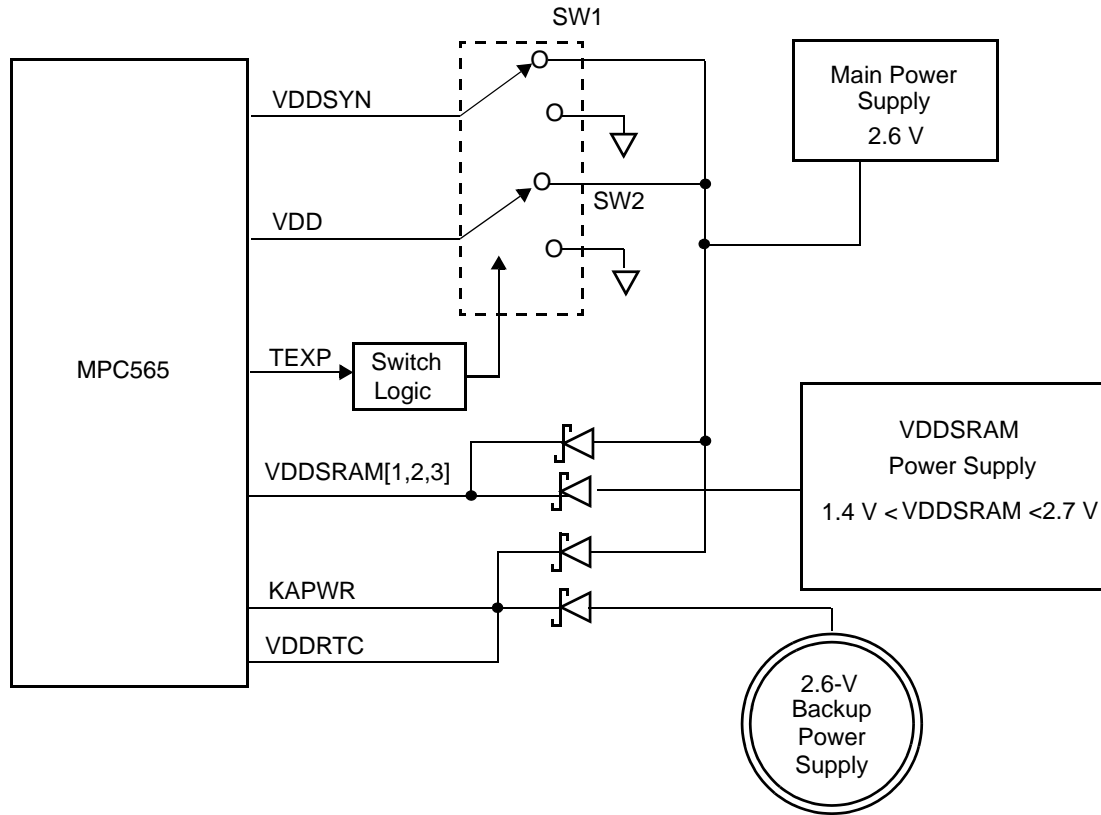 SW1
Main Power
Supply
2.6 V
VDDSYN
SW2
VDD
MPC565
TEXP
Switch
Logic
VDDSRAM
Power Supply
1.4 V < VDDSRAM <2.7 V
VDDSRAM[1,2,3]
KAPWR
VDDRTC
2.6-V
Backup
Power
Supply